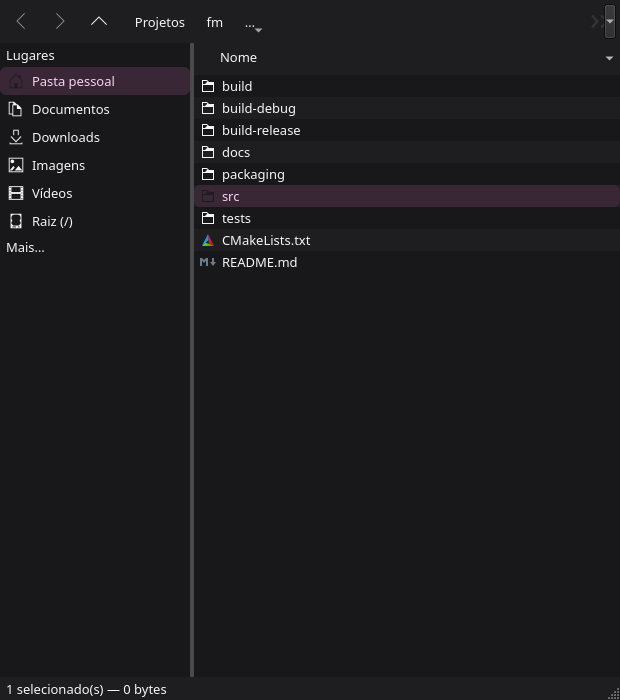 Projetos fm ...
Lugares
Pasta pessoal
Documentos
Downloads
Imagens
Vídeos
Raiz (/)
Mais...
Nome
build
build-debug
build-release
docs
packaging
src
tests
CMakeLists.txt
README.md
1 selecionado(s) — 0 bytes